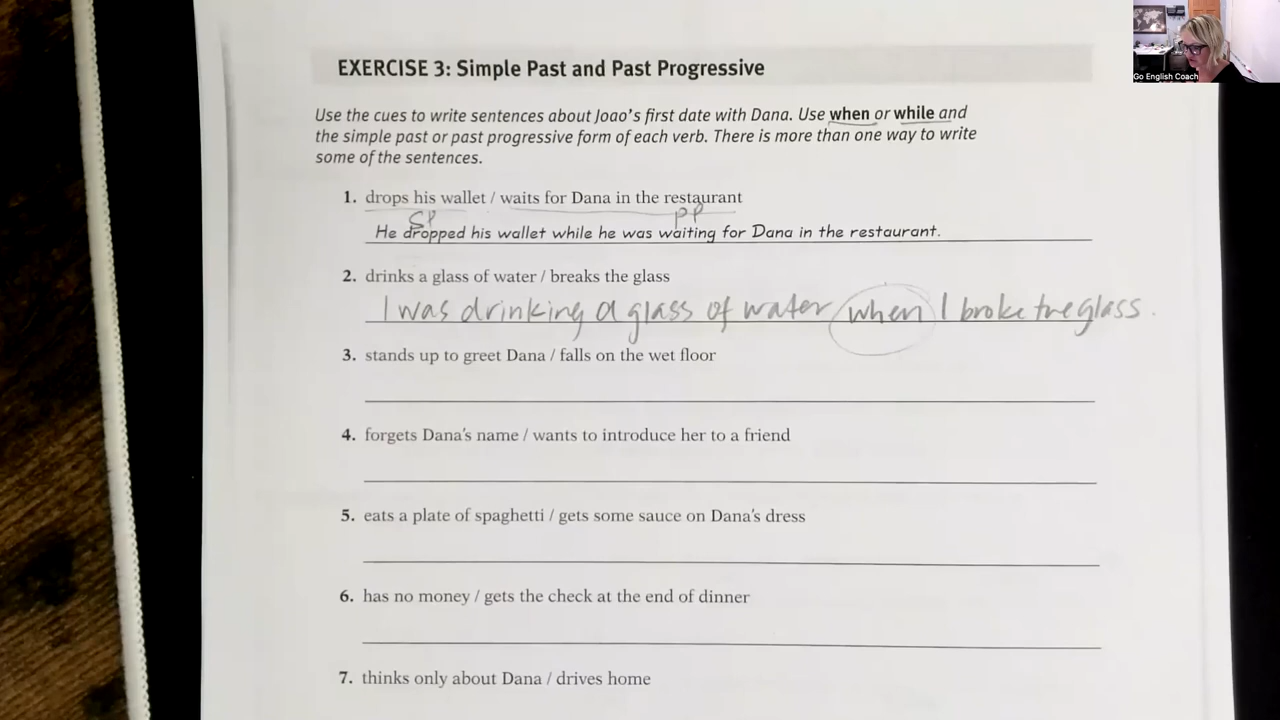 Go English Coach
EXERCISE 3: Simple Past and Past Progressive
Use the cues to write sentences about Joao's first date with Dana. Use when or while and
the simple past or past progressive form of each verb. There is more than one way to write
some of the sentences.
1. drops his wallet / waits for Dana in the restaurant
SP PP
He dropped his wallet while he was waiting for Dana in the restaurant.
2. drinks a glass of water / breaks the glass
I was drinking a glass of water when I broke the glass.
3. stands up to greet Dana / falls on the wet floor
4. forgets Dana's name / wants to introduce her to a friend
5. eats a plate of spaghetti / gets some sauce on Dana's dress
6. has no money / gets the check at the end of dinner
7. thinks only about Dana / drives home